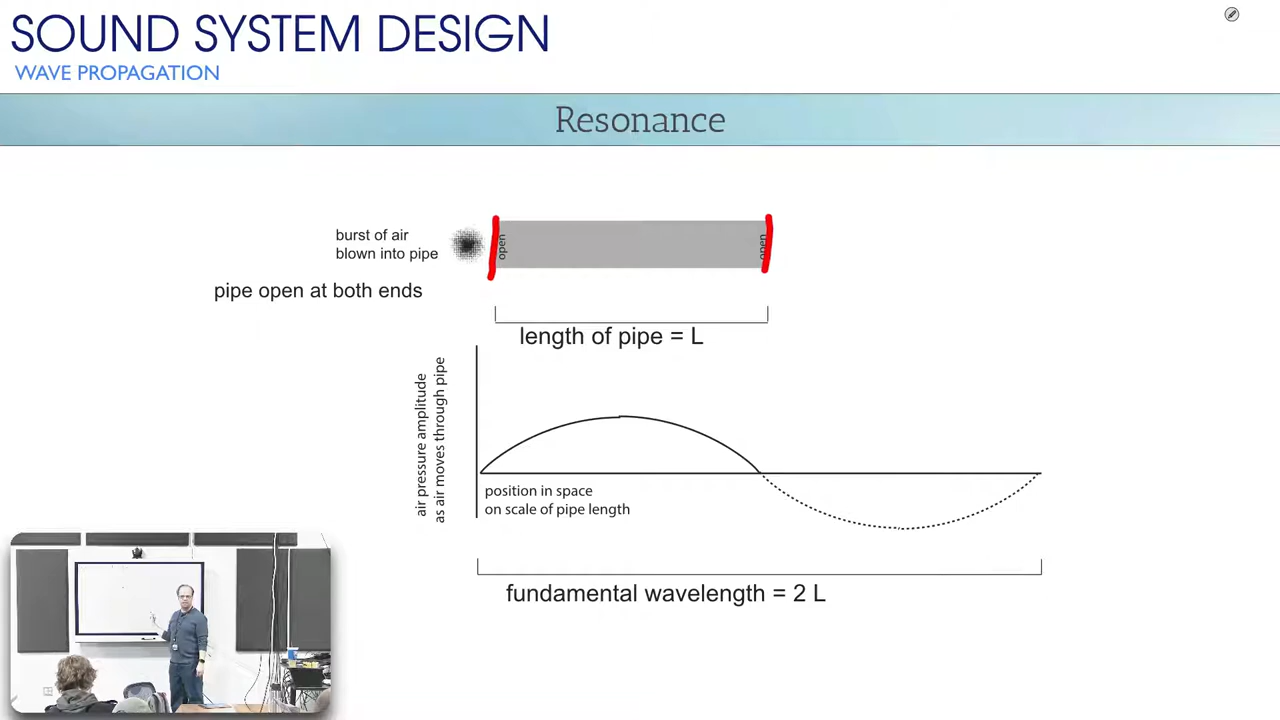 SOUND SYSTEM DESIGN
WAVE PROPAGATION
Resonance
burst of air
blown into pipe
open
open
pipe open at both ends
length of pipe = L
air pressure amplitude
as air moves through pipe
position in space
on scale of pipe length
fundamental wavelength = 2 L